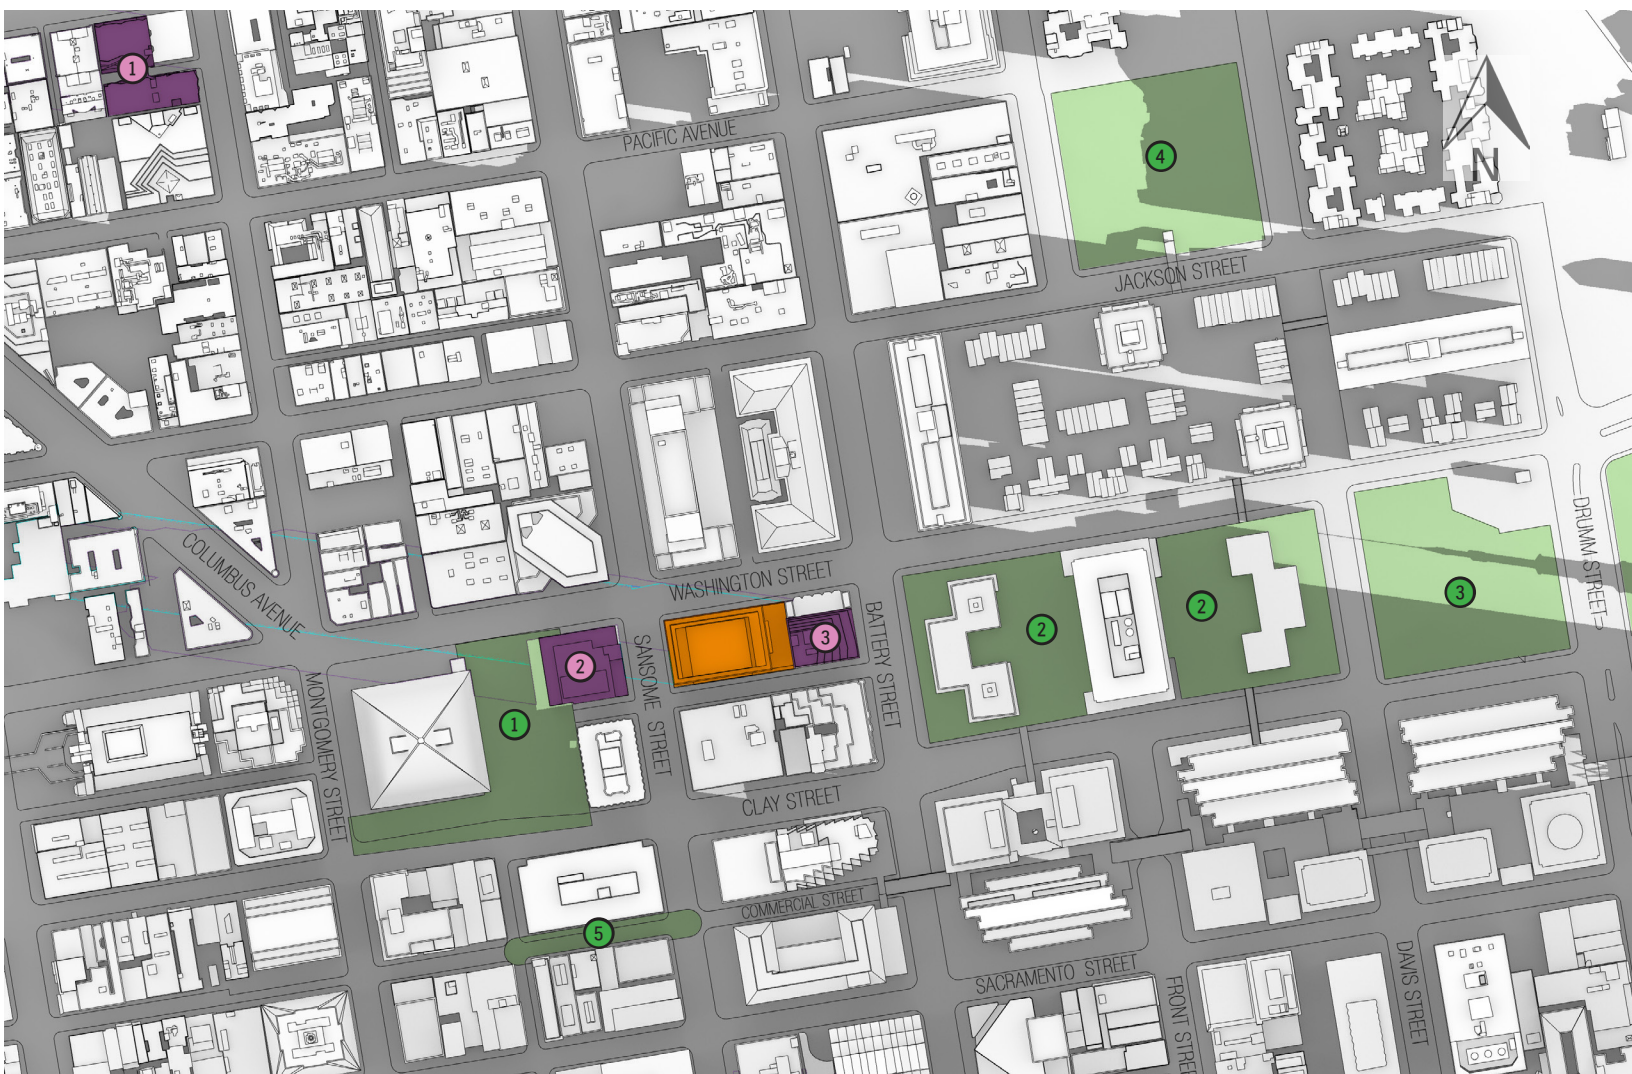 1
PACIFIC AVENUE
4
N
JACKSON STREET
COLUMBUS AVENUE
WASHINGTON STREET
DRUMM STREET
3
2
2
BATTERY STREET
3
2
SANSOME STREET
MONTGOMERY STREET
1
CLAY STREET
COMMERCIAL STREET
5
SACRAMENTO STREET
FRONT STREE
DAVIS STREET